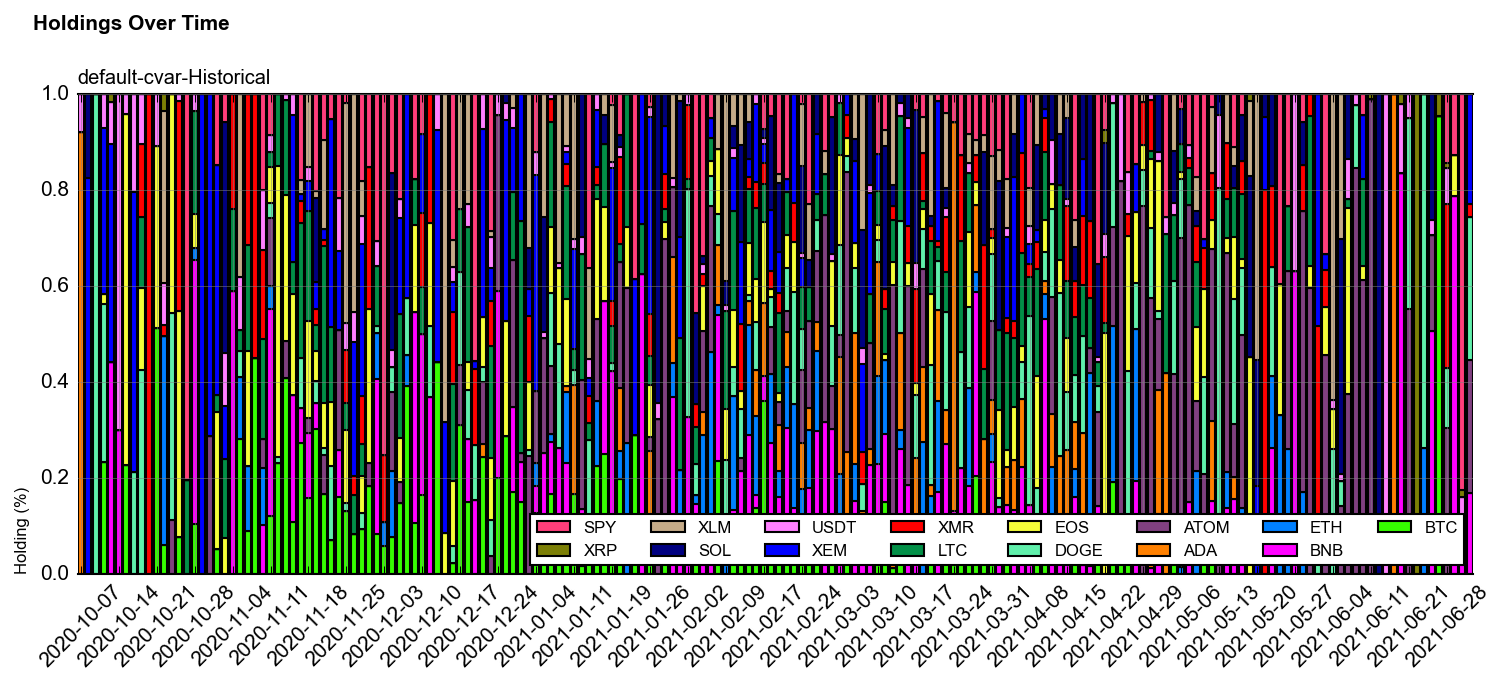 Holdings Over Time
default-cvar-Historical
1.0
0.8
0.6
0.4
0.2
0.0
Holding (%)
SPY XLM USDT XMR EOS ATOM ETH BTC
XRP SOL XEM LTC DOGE ADA BNB
2020-10-07 2020-10-14 2020-10-21 2020-10-28 2020-11-04 2020-11-11 2020-11-18 2020-11-25 2020-12-03 2020-12-10 2020-12-17 2020-12-24 2021-01-04 2021-01-11 2021-01-19 2021-01-26 2021-02-02 2021-02-09 2021-02-17 2021-02-24 2021-03-03 2021-03-10 2021-03-17 2021-03-24 2021-03-31 2021-04-08 2021-04-15 2021-04-22 2021-04-29 2021-05-06 2021-05-13 2021-05-20 2021-05-27 2021-06-04 2021-06-11 2021-06-21 2021-06-28